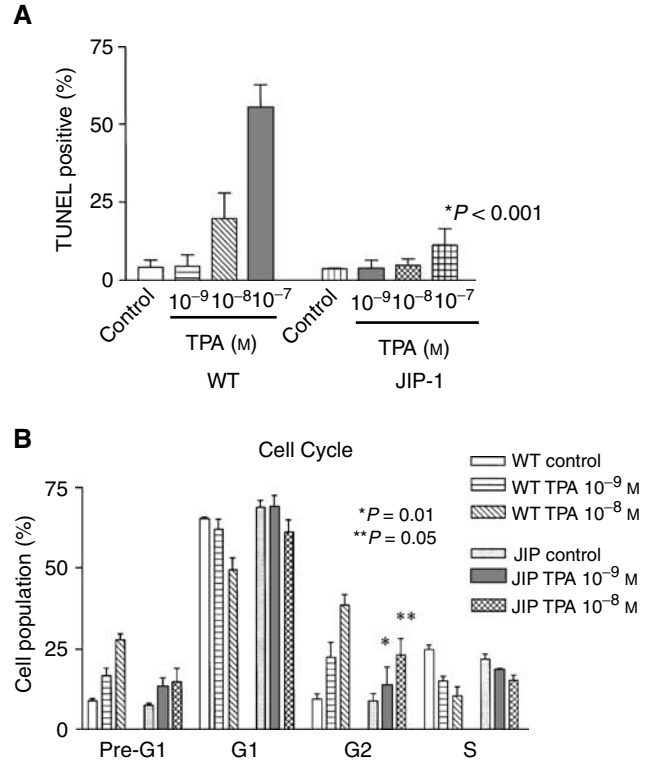 A
TUNEL positive (%)
75
50
25
0
*P < 0.001
Control
10⁻⁹ 10⁻⁸ 10⁻⁷
TPA (M)
WT
Control
10⁻⁹ 10⁻⁸ 10⁻⁷
TPA (M)
JIP-1
B
Cell Cycle
Cell population (%)
75
50
25
0
*P = 0.01
**P = 0.05
WT control
WT TPA 10⁻⁹ M
WT TPA 10⁻⁸ M
JIP control
JIP TPA 10⁻⁹ M
JIP TPA 10⁻⁸ M
*
**
Pre-G1
G1
G2
S